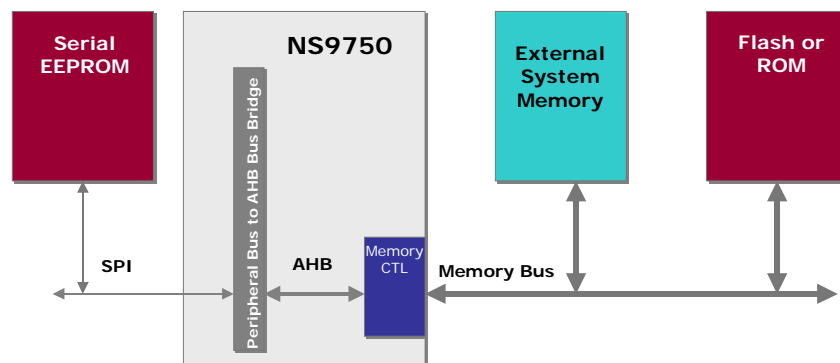 Serial
EEPROM
NS9750
Peripheral Bus to AHB Bus Bridge
External
System
Memory
Flash or
ROM
SPI
AHB
Memory
CTL
Memory Bus